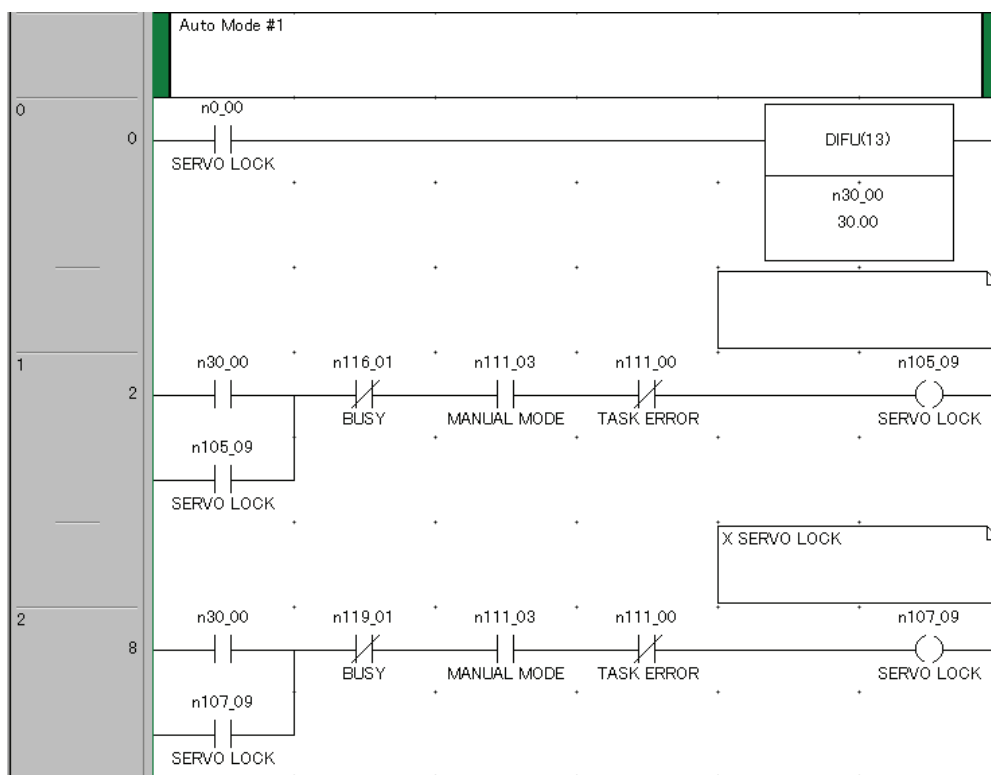 Auto Mode #1
0
n0_00
0
DIFU(13)
SERVO LOCK
n30_00
30.00
1
n30_00 n116_01 n111_03 n111_00 n105_09
2
BUSY MANUAL MODE TASK ERROR SERVO LOCK
n105_09
SERVO LOCK
X SERVO LOCK
2
n30_00 n119_01 n111_03 n111_00 n107_09
8
BUSY MANUAL MODE TASK ERROR SERVO LOCK
n107_09
SERVO LOCK